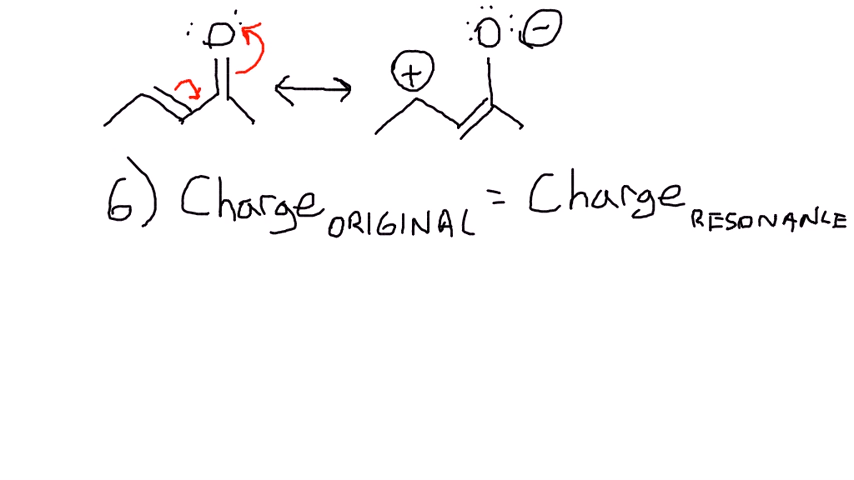 O O −
+
6) Charge ORIGINAL = Charge RESONANCE